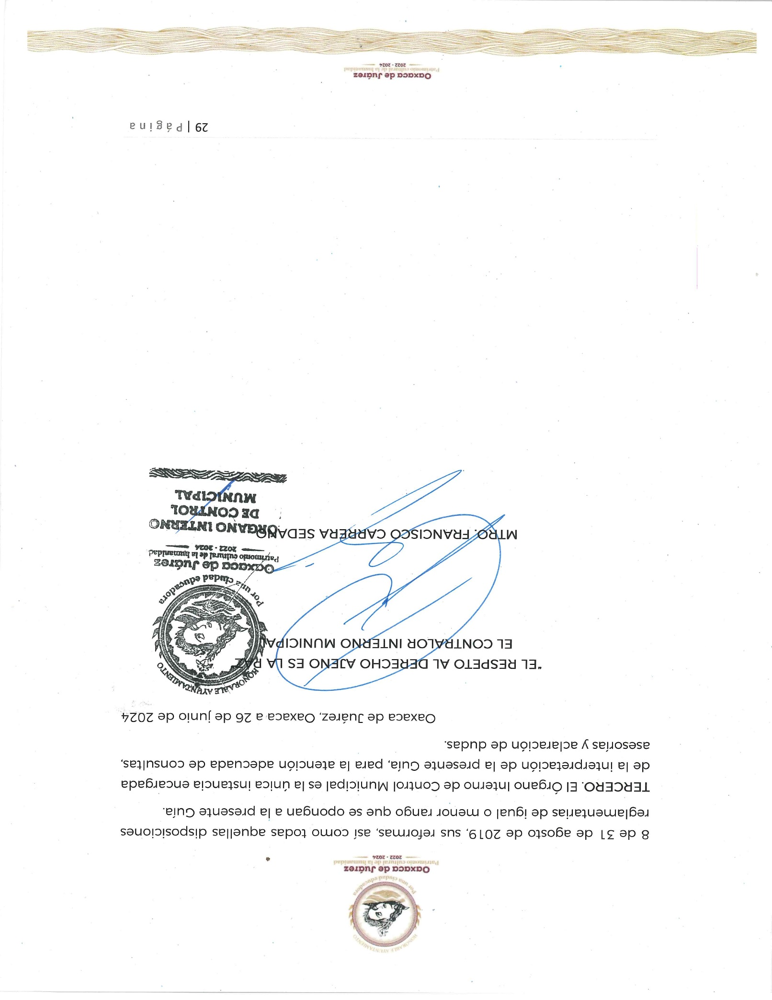 HONORABLE AYUNTAMIENTO
Por una ciudad educadora
Oaxaca de Juárez
Patrimonio cultural de la humanidad
2022 - 2024
8 de 31 de agosto de 2019, sus reformas, así como todas aquellas disposiciones
reglamentarias de igual o menor rango que se opongan a la presente Guía.
TERCERO. El Órgano Interno de Control Municipal es la única instancia encargada
de la interpretación de la presente Guía, para la atención adecuada de consultas,
asesorías y aclaración de dudas.
Oaxaca de Juárez, Oaxaca a 26 de junio de 2024
"EL RESPETO AL DERECHO AJENO ES LA PAZ
EL CONTRALOR INTERNO MUNICIPAL
MTRO. FRANCISCO CARRERA SEDANO
HONORABLE AYUNTAMIENTO
Por una ciudad educadora
Oaxaca de Juárez
Patrimonio cultural de la humanidad
2022 - 2024
ÓRGANO INTERNO
DE CONTROL
MUNICIPAL
29 | Página
Oaxaca de Juárez
Patrimonio cultural de la humanidad
2022 - 2024